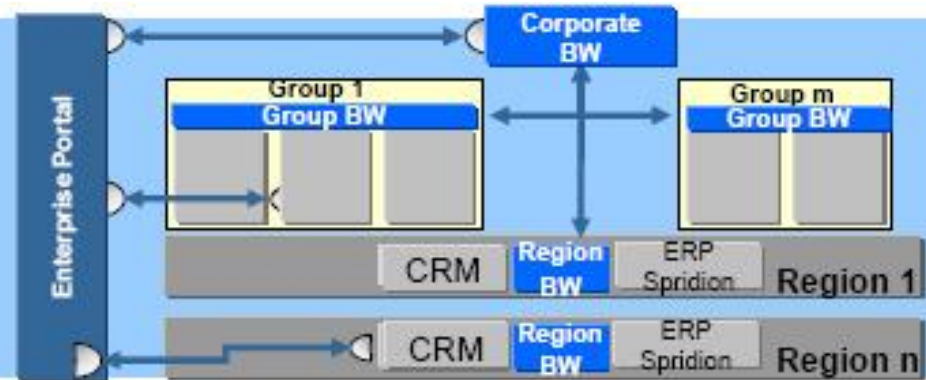 Enterprise Portal
Corporate
BW
Group 1
Group BW
Group m
Group BW
CRM
Region
BW
ERP
Spridion
Region 1
CRM
Region
BW
ERP
Spridion
Region n